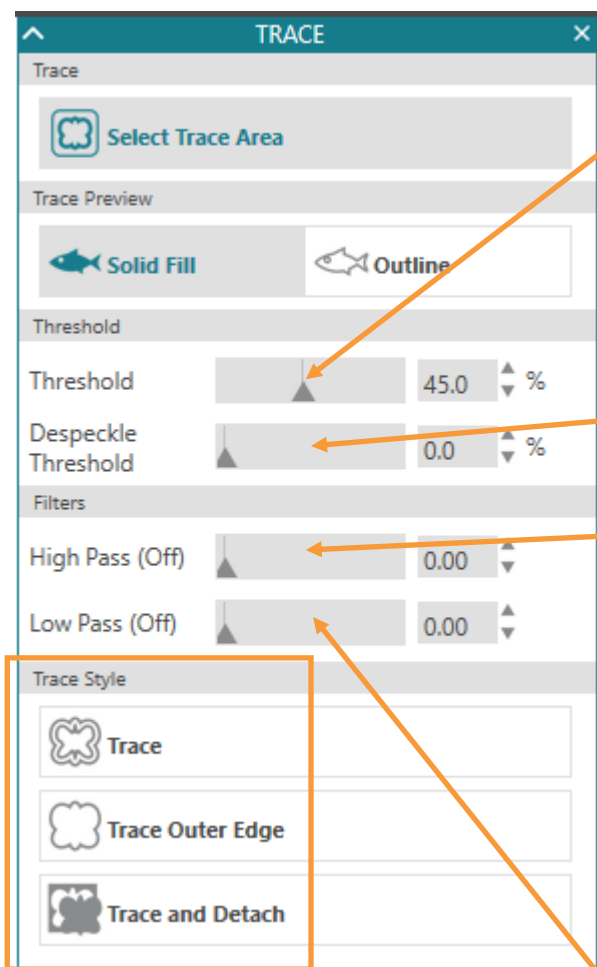 TRACE
Trace
Select Trace Area
Trace Preview
Solid Fill
Outline
Threshold
Threshold 45.0 %
Despeckle
Threshold 0.0 %
Filters
High Pass (Off) 0.00
Low Pass (Off) 0.00
Trace Style
Trace
Trace Outer Edge
Trace and Detach